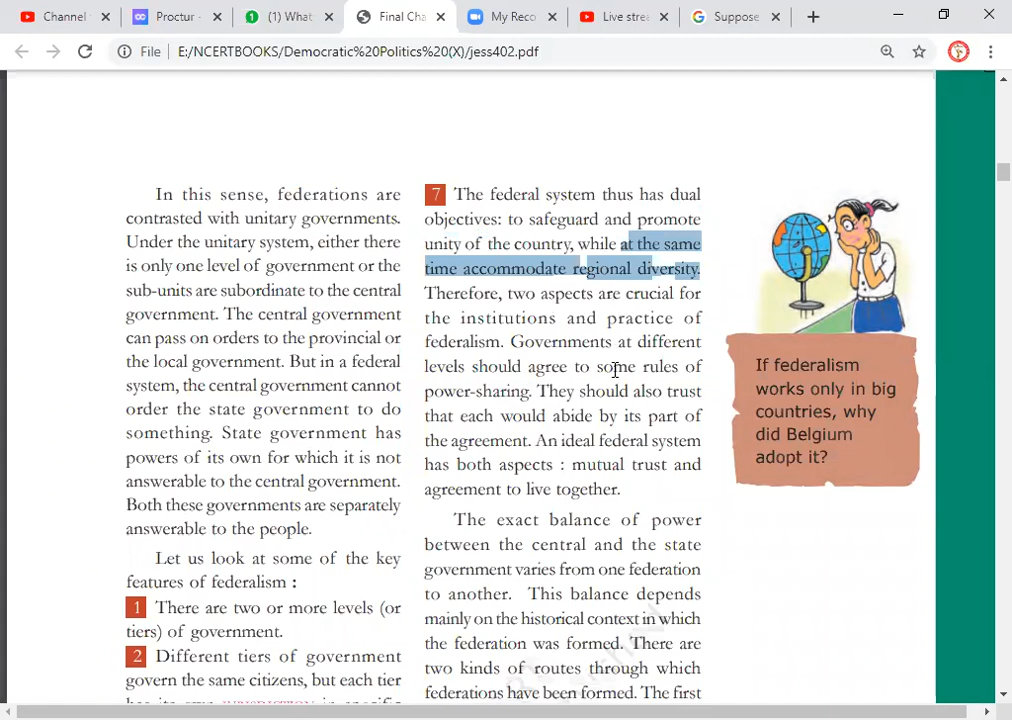 Channel
Proctur -
(1) What
Final Cha
My Reco
Live stre
Suppose
File
E:/NCERTBOOKS/Democratic%20Politics%20(X)/jess402.pdf
In this sense, federations are
contrasted with unitary governments.
Under the unitary system, either there
is only one level of government or the
sub-units are subordinate to the central
government. The central government
can pass on orders to the provincial or
the local government. But in a federal
system, the central government cannot
order the state government to do
something. State government has
powers of its own for which it is not
answerable to the central government.
Both these governments are separately
answerable to the people.
Let us look at some of the key
features of federalism :
1 There are two or more levels (or
tiers) of government.
2 Different tiers of government
govern the same citizens, but each tier
has its own JURISDICTION in specific
7 The federal system thus has dual
objectives: to safeguard and promote
unity of the country, while at the same
time accommodate regional diversity.
Therefore, two aspects are crucial for
the institutions and practice of
federalism. Governments at different
levels should agree to some rules of
power-sharing. They should also trust
that each would abide by its part of
the agreement. An ideal federal system
has both aspects : mutual trust and
agreement to live together.
The exact balance of power
between the central and the state
government varies from one federation
to another. This balance depends
mainly on the historical context in which
the federation was formed. There are
two kinds of routes through which
federations have been formed. The first
If federalism
works only in big
countries, why
did Belgium
adopt it?